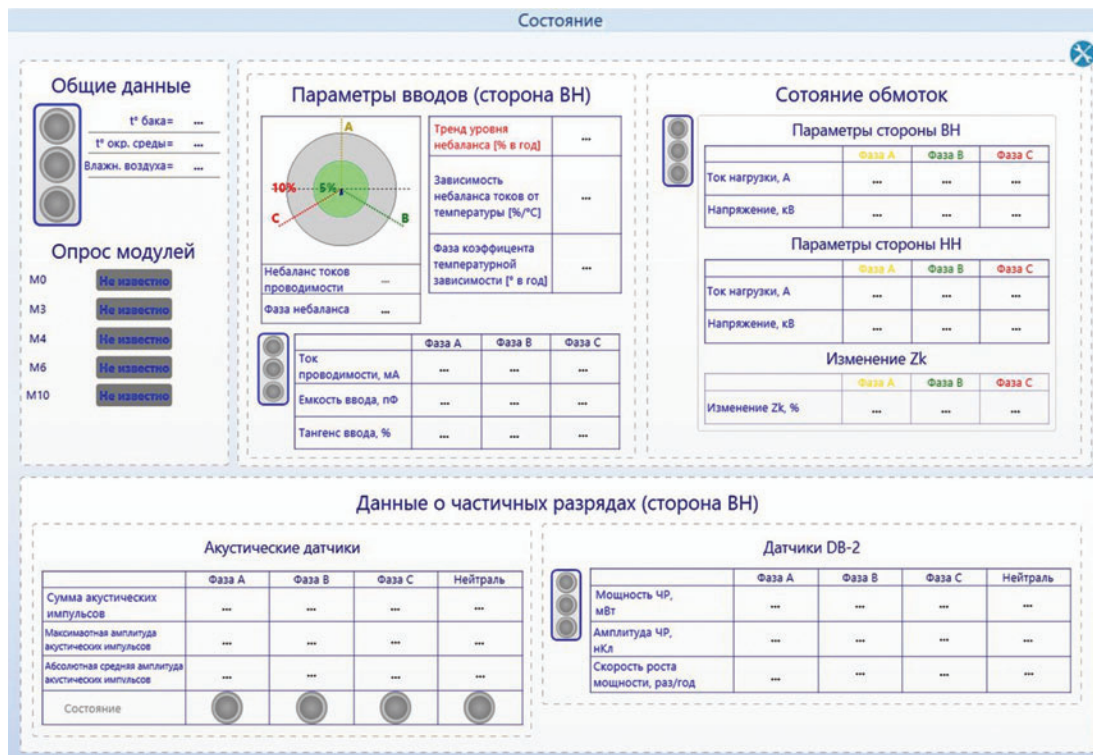 Состояние
Общие данные
t° бака= ...
t° окр. среды= ...
Влажн. воздуха= ...
Опрос модулей
М0 Не известно
М3 Не известно
М4 Не известно
М6 Не известно
М10 Не известно
Параметры вводов (сторона ВН)
A
10% 5%
C B
Небаланс токов
проводимости ...
Фаза небаланса ...
Тренд уровня
небаланса [% в год] ...
Зависимость
небаланса токов от ...
температуры [%/°C]
Фаза коэффицента
температурной ...
зависимости [° в год]
Фаза А Фаза В Фаза С
Ток
проводимости, мА ... ... ...
Емкость ввода, пФ ... ... ...
Тангенс ввода, % ... ... ...
Сотояние обмоток
Параметры стороны ВН
Фаза А Фаза В Фаза С
Ток нагрузки, А ... ... ...
Напряжение, кВ ... ... ...
Параметры стороны НН
Фаза А Фаза В Фаза С
Ток нагрузки, А ... ... ...
Напряжение, кВ ... ... ...
Изменение Zk
Фаза А Фаза В Фаза С
Изменение Zk, % ... ... ...
Данные о частичных разрядах (сторона ВН)
Акустические датчики
Фаза А Фаза В Фаза С Нейтраль
Сумма акустических
импульсов ... ... ... ...
Максимаотная амплитуда
акустических импульсов ... ... ... ...
Абсолютная средняя амплитуда
акустических импульсов ... ... ... ...
Состояние
Датчики DB-2
Фаза А Фаза В Фаза С Нейтраль
Мощность ЧР,
мВт ... ... ... ...
Амплитуда ЧР,
нКл ... ... ... ...
Скорость роста
мощности, раз/год ... ... ... ...